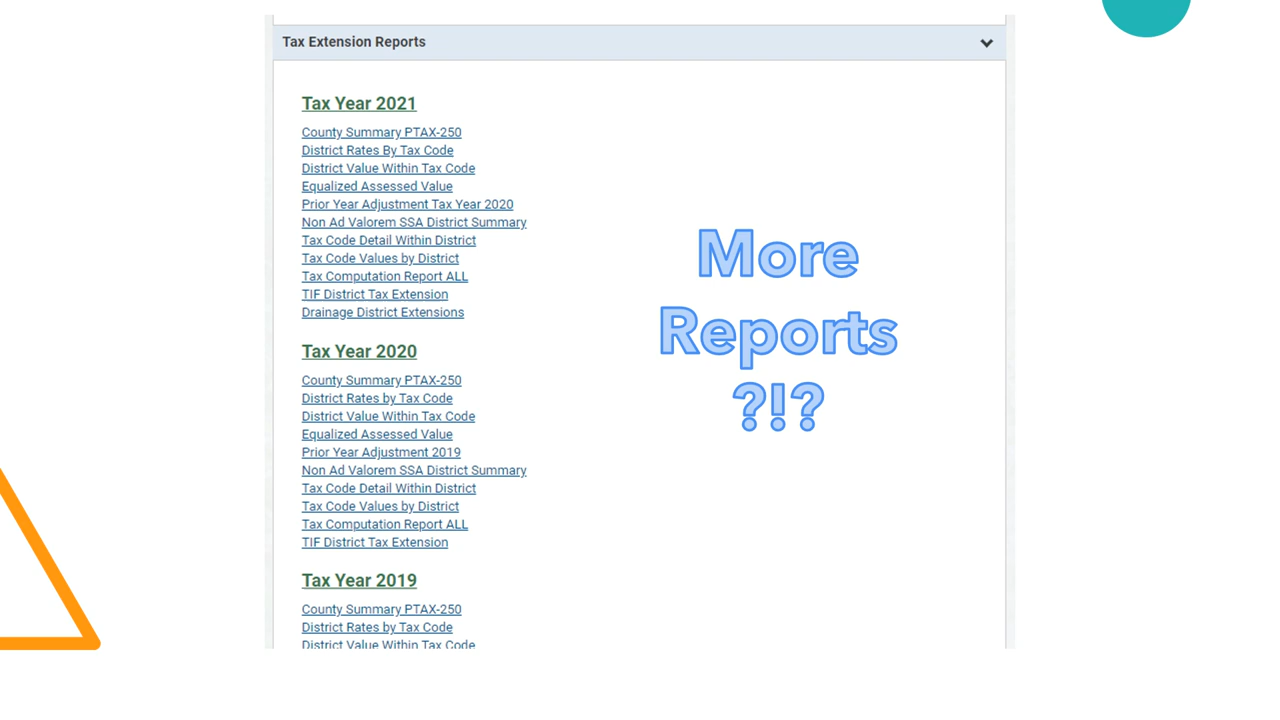 Tax Extension Reports
Tax Year 2021
County Summary PTAX-250
District Rates By Tax Code
District Value Within Tax Code
Equalized Assessed Value
Prior Year Adjustment Tax Year 2020
Non Ad Valorem SSA District Summary
Tax Code Detail Within District
Tax Code Values by District
Tax Computation Report ALL
TIF District Tax Extension
Drainage District Extensions
Tax Year 2020
County Summary PTAX-250
District Rates by Tax Code
District Value Within Tax Code
Equalized Assessed Value
Prior Year Adjustment 2019
Non Ad Valorem SSA District Summary
Tax Code Detail Within District
Tax Code Values by District
Tax Computation Report ALL
TIF District Tax Extension
Tax Year 2019
County Summary PTAX-250
District Rates by Tax Code
District Value Within Tax Code
More
Reports
?!?